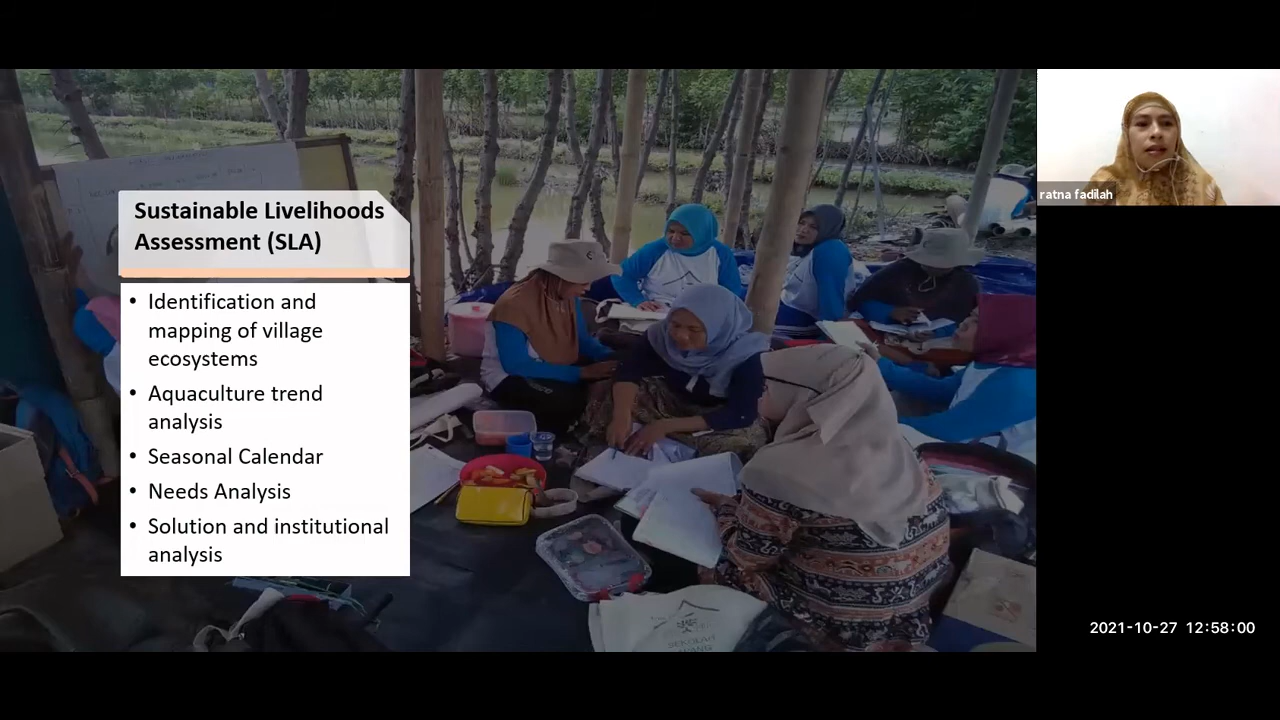 Sustainable Livelihoods
Assessment (SLA)
• Identification and
mapping of village
ecosystems
• Aquaculture trend
analysis
• Seasonal Calendar
• Needs Analysis
• Solution and institutional
analysis
ratna fadilah
SEKOLAH
2021-10-27 12:58:00